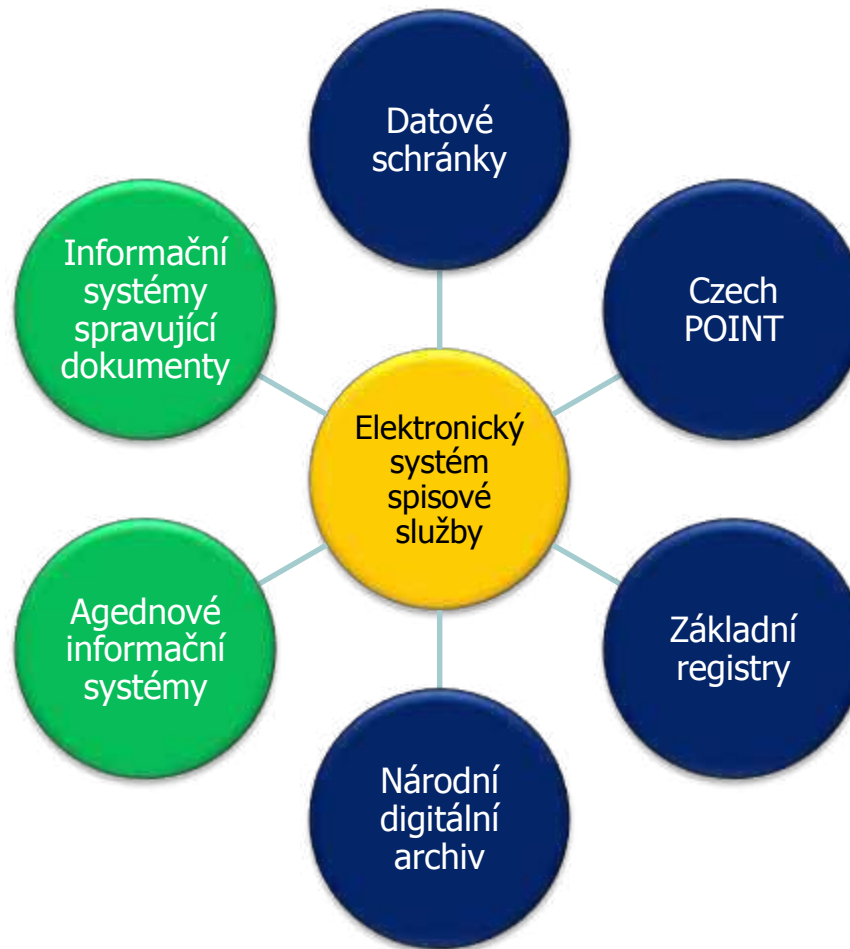 Datové
schránky
Informační
systémy
spravující
dokumenty
Czech
POINT
Elektronický
systém
spisové
služby
Agednové
informační
systémy
Základní
registry
Národní
digitální
archiv